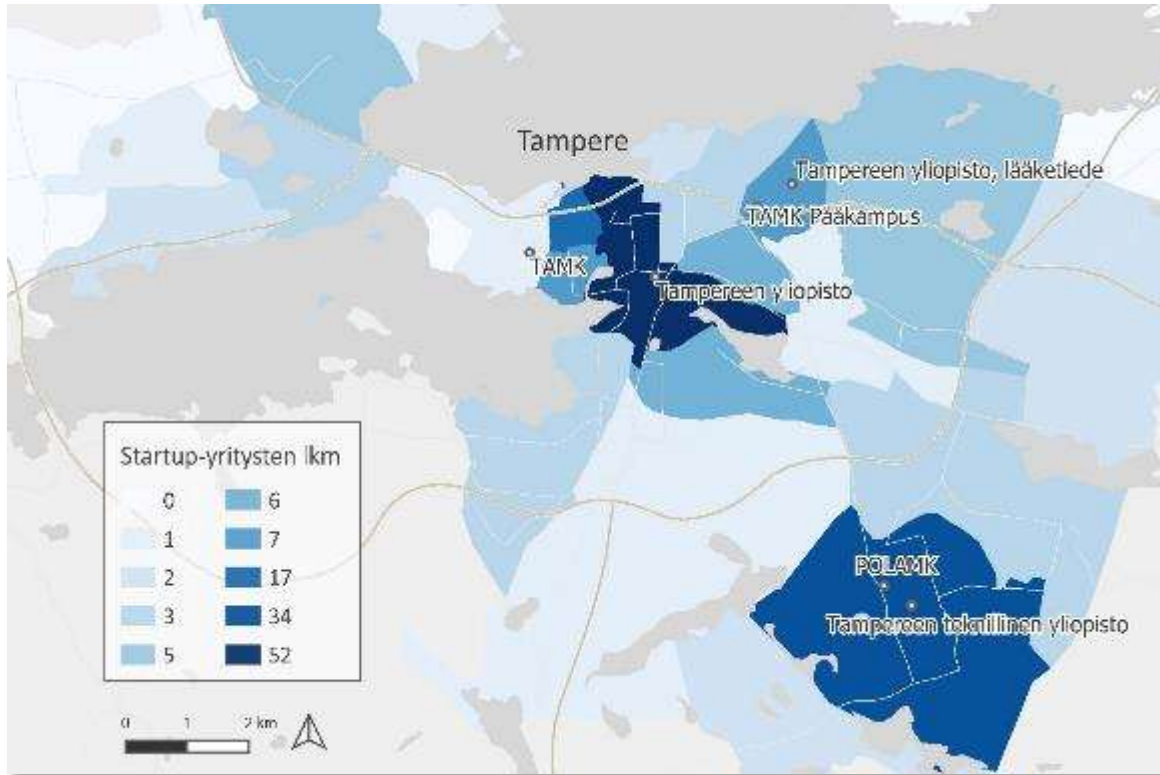 Tampere
Tampereen yliopisto, lääketiede
TAMK Pääkampus
TAMK
Tampereen yliopisto
Startup-yritysten lkm
0
6
1
7
2
17
3
34
5
52
POLAMK
Tampereen teknillinen yliopisto
0 1 2 km